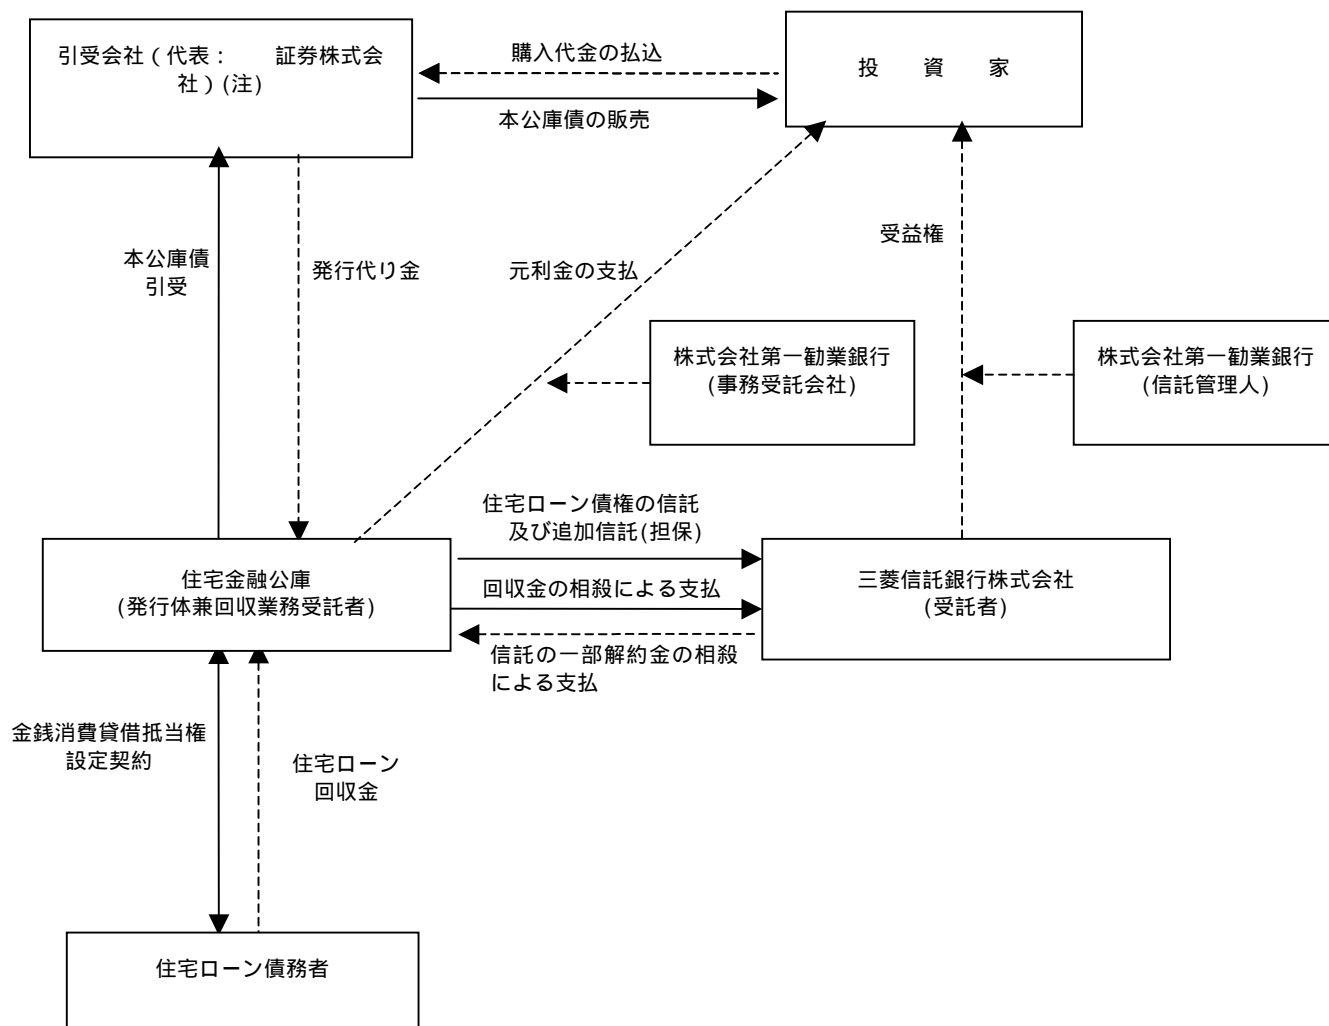 引受会社(代表:　　証券株式会
社)(注)
購入代金の払込
本公庫債の販売
投　資　家
本公庫債
引受
発行代り金
元利金の支払
受益権
株式会社第一勧業銀行
(事務受託会社)
株式会社第一勧業銀行
(信託管理人)
住宅ローン債権の信託
及び追加信託(担保)
住宅金融公庫
(発行体兼回収業務受託者)
回収金の相殺による支払
三菱信託銀行株式会社
(受託者)
信託の一部解約金の相殺
による支払
金銭消費貸借抵当権
設定契約
住宅ローン
回収金
住宅ローン債務者